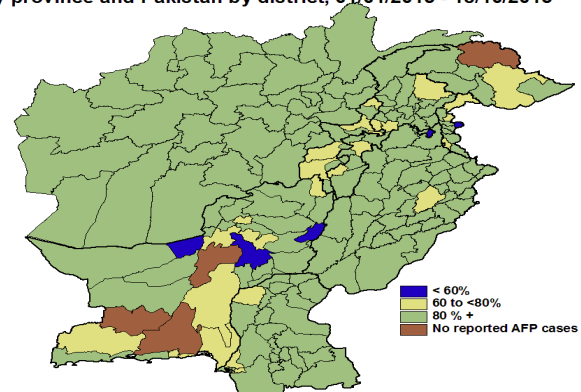 province and Pakistan by district,
< 60%
60 to <80%
80 % +
No reported AFP cases